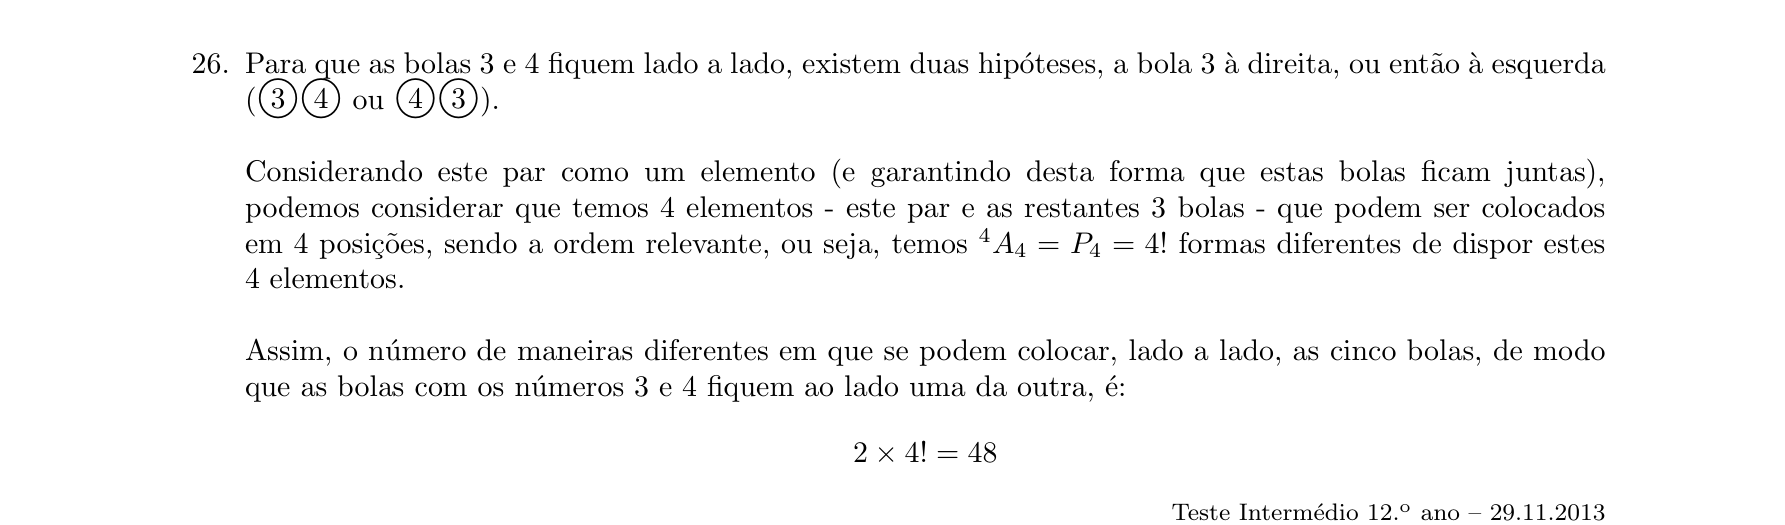 26. Para que as bolas 3 e 4 fiquem lado a lado, existem duas hipóteses, a bola 3 à direita, ou então à esquerda
(③④ ou ④③).
Considerando este par como um elemento (e garantindo desta forma que estas bolas ficam juntas),
podemos considerar que temos 4 elementos - este par e as restantes 3 bolas - que podem ser colocados
em 4 posições, sendo a ordem relevante, ou seja, temos ⁴A₄ = P₄ = 4! formas diferentes de dispor estes
4 elementos.
Assim, o número de maneiras diferentes em que se podem colocar, lado a lado, as cinco bolas, de modo
que as bolas com os números 3 e 4 fiquem ao lado uma da outra, é:
2 × 4! = 48
Teste Intermédio 12.º ano – 29.11.2013